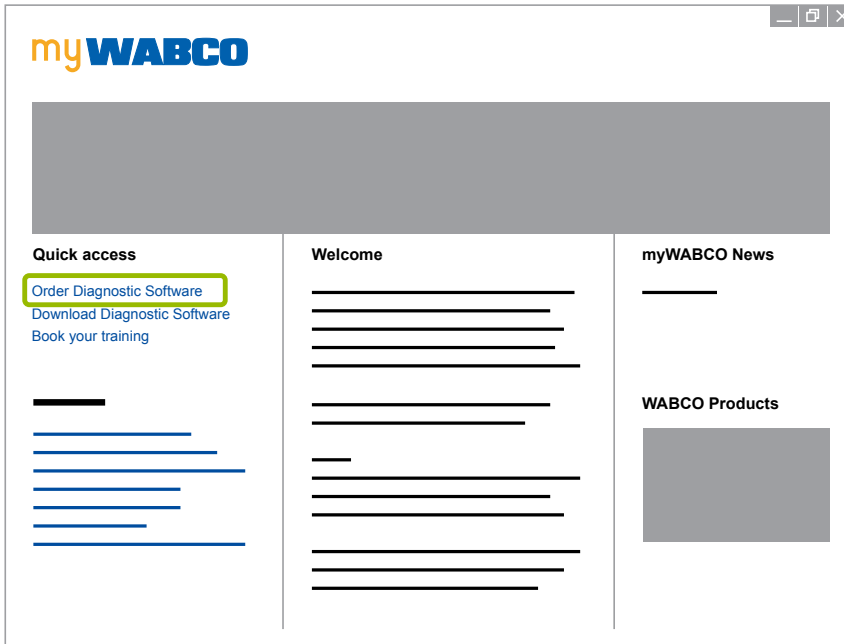 myWABCO
Quick access
Order Diagnostic Software
Download Diagnostic Software
Book your training
Welcome
myWABCO News
WABCO Products